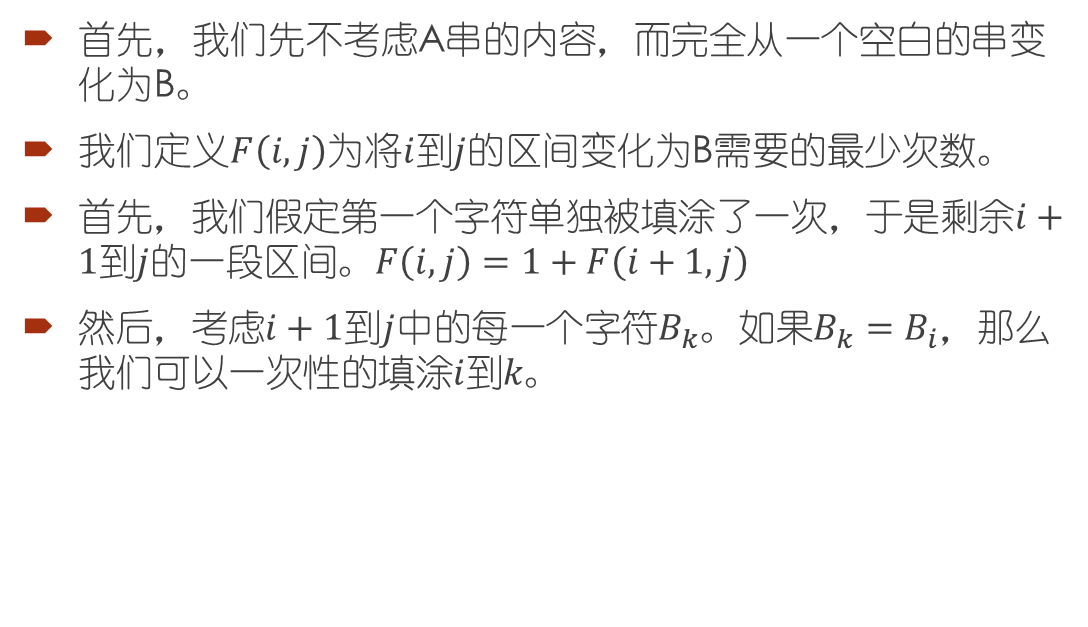 首先，我们先不考虑A串的内容，而完全从一个空白的串变
化为B。
我们定义F(i,j)为将i到j的区间变化为B需要的最少次数。
首先，我们假定第一个字符单独被填涂了一次，于是剩余i +
1到j的一段区间。F(i,j) = 1 + F(i + 1,j)
然后，考虑i + 1到j中的每一个字符B_k。如果B_k = B_i，那么
我们可以一次性的填涂i到k。